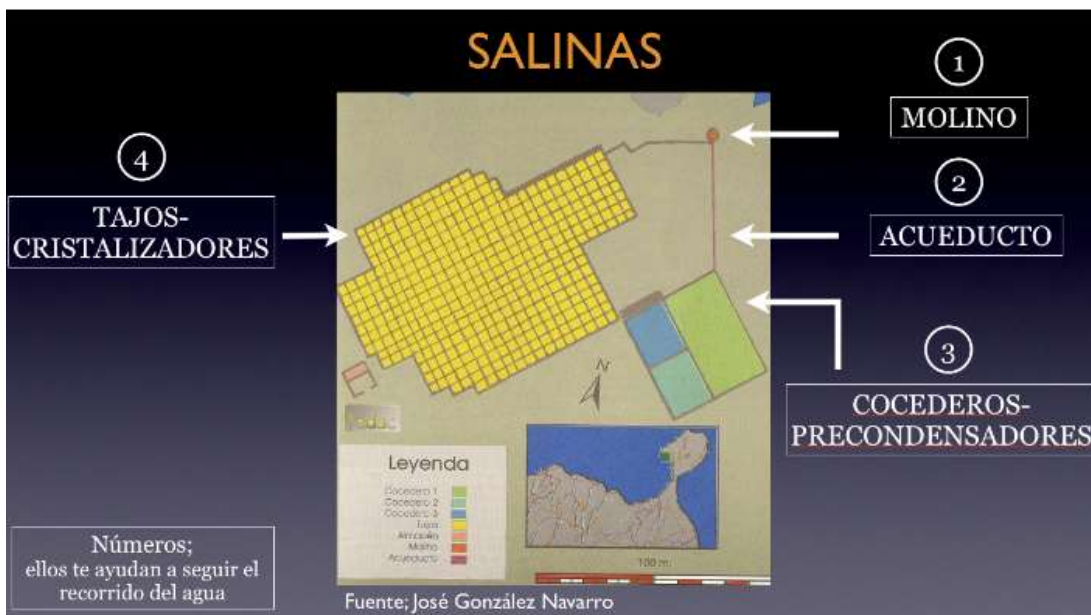 SALINAS
1
MOLINO
2
ACUEDUCTO
3
COCEDEROS-
PRECONDENSADORES
4
TAJOS-
CRISTALIZADORES
N
Leyenda
Cocedero 1
Cocedero 2
Cocedero 3
Tajos
Almacén
Molino
Acueducto
100 m.
Números;
ellos te ayudan a seguir el
recorrido del agua
Fuente; José González Navarro